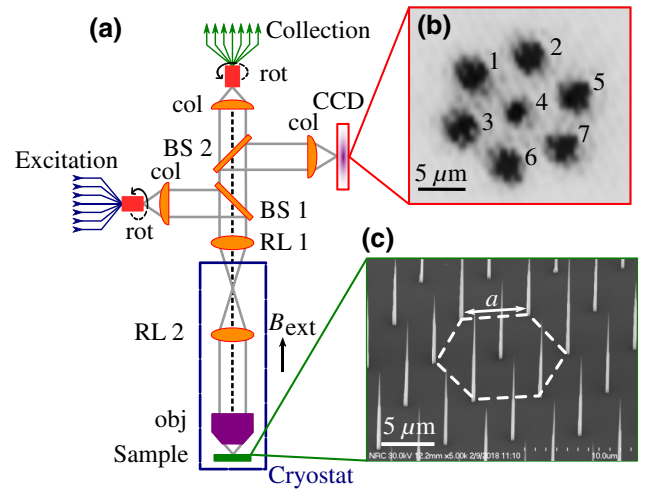 (a)
Collection
rot
col
CCD
col
BS 2
Excitation
col
rot
BS 1
RL 1
RL 2
B_ext
obj
Sample
Cryostat
(b)
1
2
5
4
3
7
6
5 μm
(c)
a
5 μm
NRC 30.0kV 12.2mm x5.00k 2/9/2018 11:10
10.0um